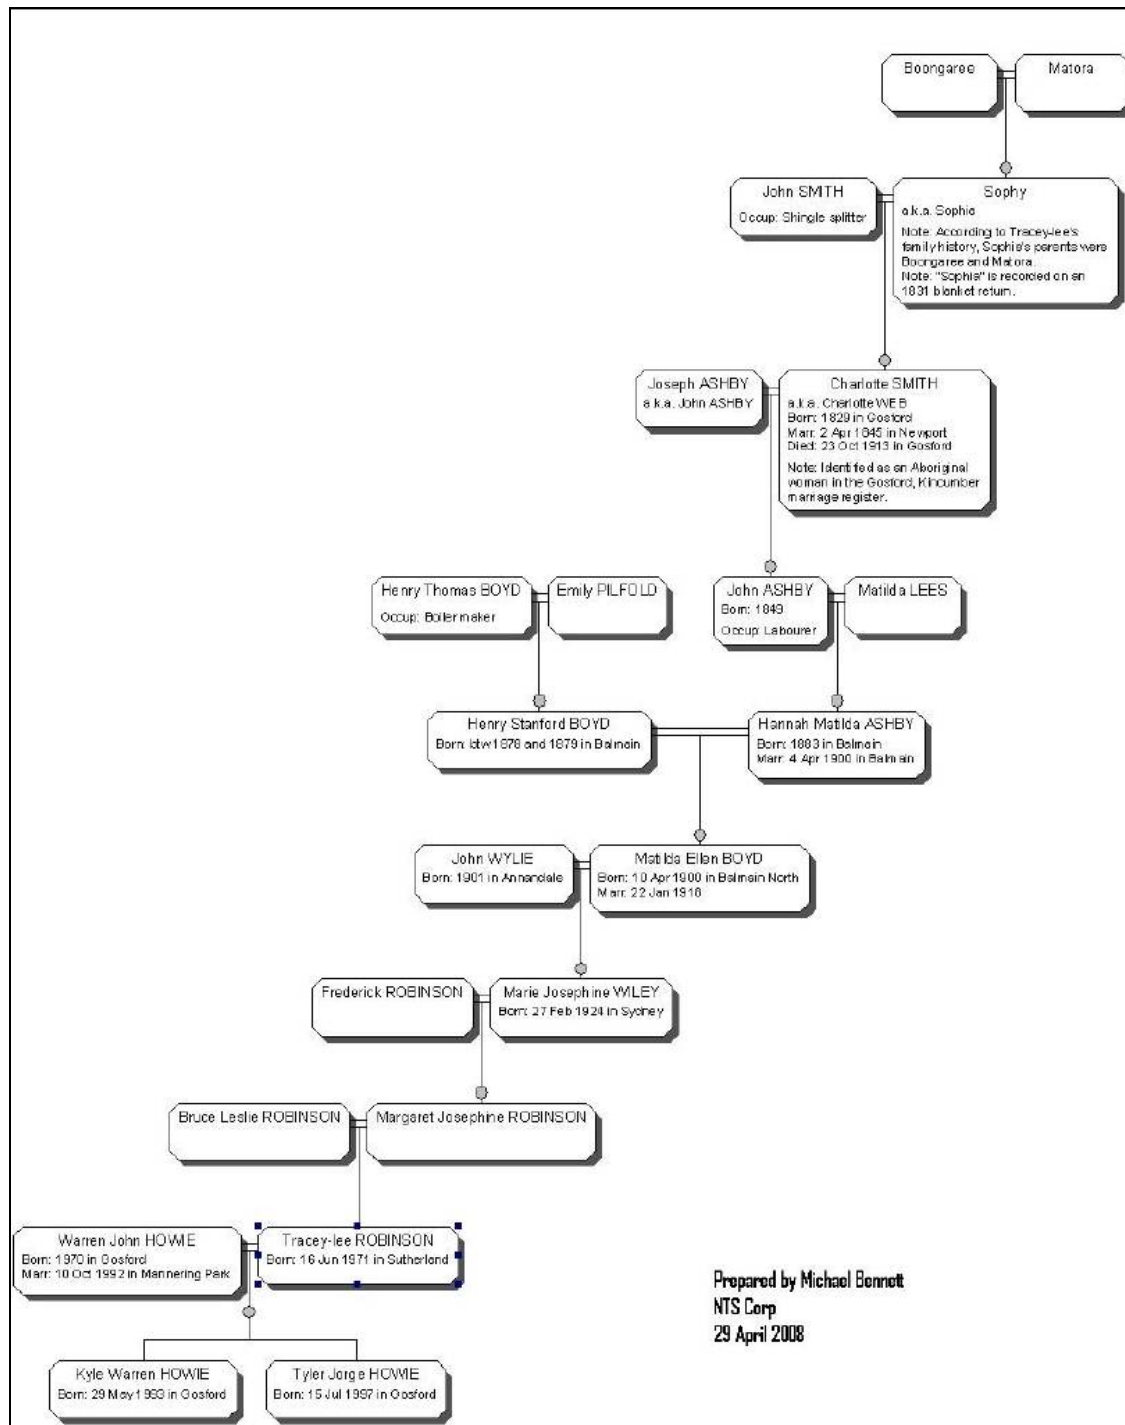 Boongaree
Matora
John SMITH
Occup: Shingle splitter
Sophy
a.k.a. Sophia
Note: According to Tracey-lee's
family history, Sophie's parents were
Boongaree and Matora.
Note: "Sophia" is recorded on an
1831 blanket return.
Joseph ASHBY
a.k.a. John ASHBY
Charlotte SMITH
a.k.a. Charlotte WEB
Born: 1829 in Gosford
Marr: 2 Apr 1845 in Newport
Died: 23 Oct 1913 in Gosford
Note: Identified as an Aboriginal
woman in the Gosford, Kincumber
marriage register.
Henry Thomas BOYD
Occup: Boilermaker
Emily PILFOLD
John ASHBY
Born: 1849
Occup: Labourer
Matilda LEES
Henry Stanford BOYD
Born: btw 1878 and 1879 in Balmain
Hannah Matilda ASHBY
Born: 1883 in Balmain
Marr: 4 Apr 1900 in Balmain
John WYLIE
Born: 1901 in Annandale
Matilda Ellen BOYD
Born: 10 Apr 1900 in Balmain North
Marr: 22 Jan 1918
Frederick ROBINSON
Marie Josephine WILEY
Born: 27 Feb 1924 in Sydney
Bruce Leslie ROBINSON
Margaret Josephine ROBINSON
Warren John HOWIE
Born: 1970 in Gosford
Marr: 10 Oct 1992 in Mannering Park
Tracey-lee ROBINSON
Born: 16 Jun 1971 in Sutherland
Kyle Warren HOWIE
Born: 29 May 1993 in Gosford
Tyler Jorge HOWIE
Born: 15 Jul 1997 in Gosford
Prepared by Michael Bennett
NTS Corp
29 April 2008